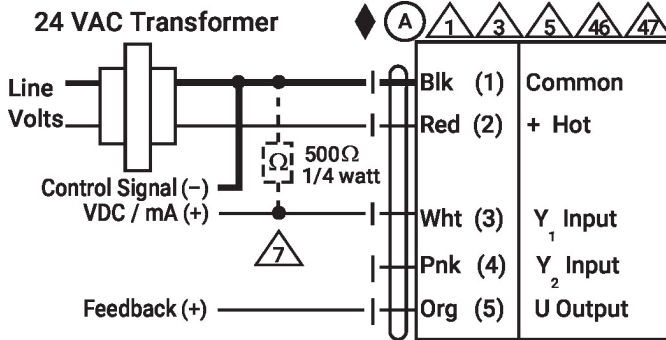 24 VAC Transformer
A 1 3 5 46 47
Line
Volts
Blk (1) Common
Red (2) + Hot
Ω 500Ω
1/4 watt
Control Signal (−)
VDC / mA (+)
Wht (3) Y1 Input
7
Pnk (4) Y2 Input
Feedback (+)
Org (5) U Output